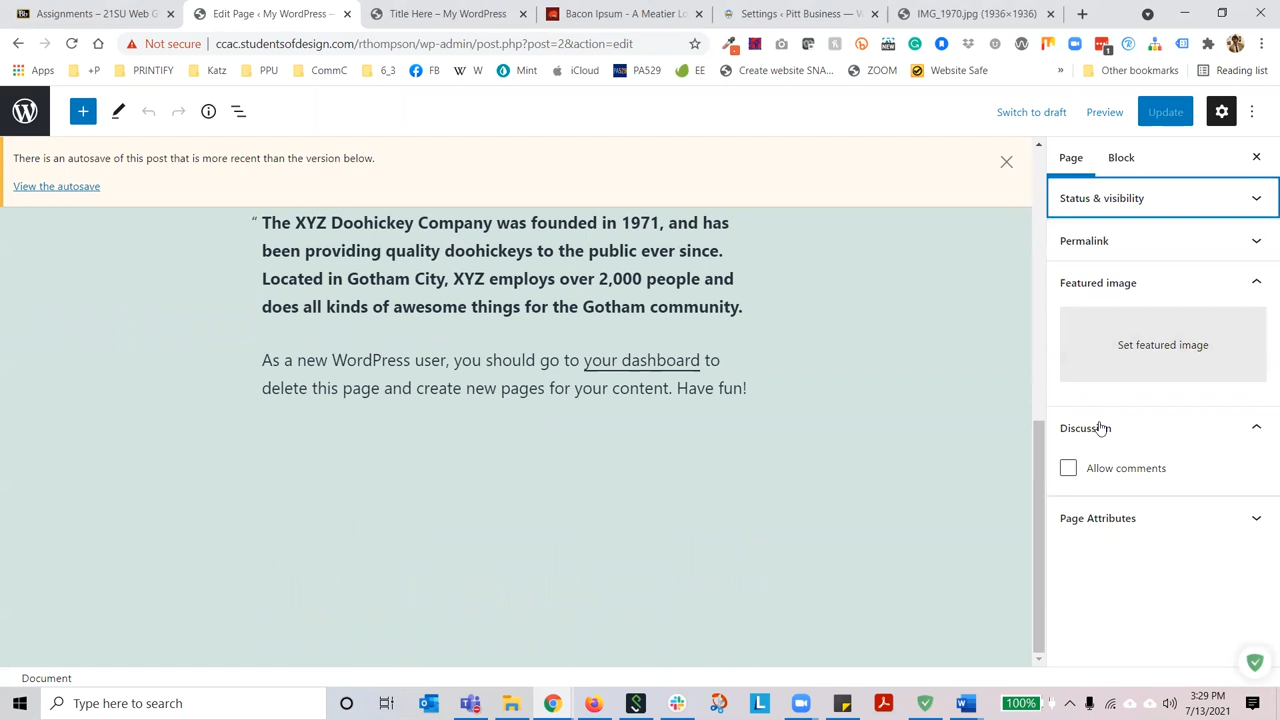 Assignments – 21SU Web G
Edit Page ‹ My WordPress —
Title Here – My WordPress
Bacon Ipsum - A Meatier Lo
Settings ‹ Pitt Business — W
IMG_1970.jpg (1936×1936)
Not secure | ccac.studentsofdesign.com/rthompson/wp-admin/post.php?post=2&action=edit
Apps +P PRINTIFY Katz PPU CommC 6_3 FB W Mint iCloud PA529 EE Create website SNA... ZOOM Website Safe » Other bookmarks Reading list
Switch to draft Preview Update
There is an autosave of this post that is more recent than the version below.
View the autosave
Page Block
Status & visibility
Permalink
Featured image
Set featured image
Discussion
Allow comments
Page Attributes
“ The XYZ Doohickey Company was founded in 1971, and has
been providing quality doohickeys to the public ever since.
Located in Gotham City, XYZ employs over 2,000 people and
does all kinds of awesome things for the Gotham community.
As a new WordPress user, you should go to your dashboard to
delete this page and create new pages for your content. Have fun!
Document
Type here to search
100%
3:29 PM
7/13/2021